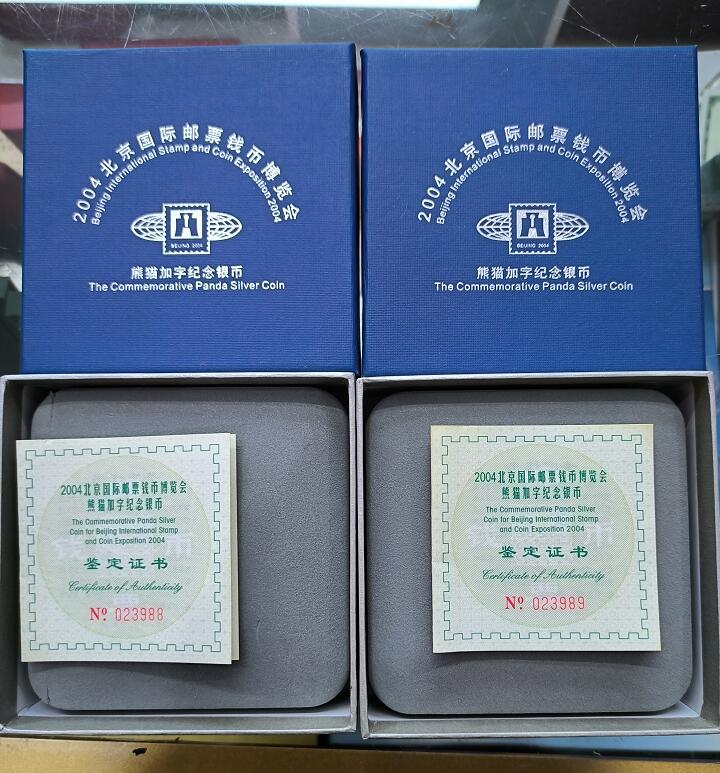 2004北京国际邮票钱币博览会
Beijing International Stamp and Coin Exposition 2004
BEIJING 2004
熊猫加字纪念银币
The Commemorative Panda Silver Coin
2004北京国际邮票钱币博览会
Beijing International Stamp and Coin Exposition 2004
BEIJING 2004
熊猫加字纪念银币
The Commemorative Panda Silver Coin
2004北京国际邮票钱币博览会
熊猫加字纪念银币
The Commemorative Panda Silver
Coin for Beijing International Stamp
and Coin Exposition 2004
鉴定证书
Certificate of Authenticity
Nº 023988
2004北京国际邮票钱币博览会
熊猫加字纪念银币
The Commemorative Panda Silver
Coin for Beijing International Stamp
and Coin Exposition 2004
鉴定证书
Certificate of Authenticity
Nº 023989